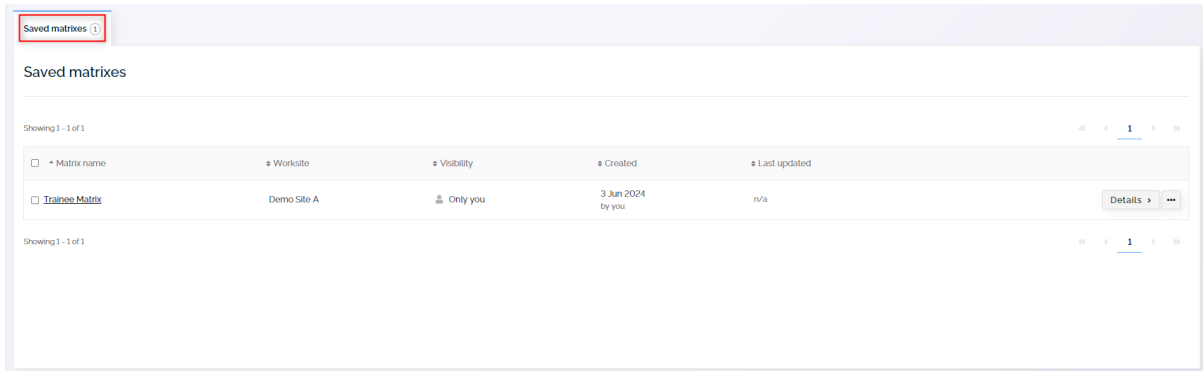 Saved matrixes 1
Saved matrixes
Showing 1 - 1 of 1
« ‹ 1 › »
Matrix name Worksite Visibility Created Last updated
Trainee Matrix Demo Site A Only you 3 Jun 2024 n/a Details › •••
by you
Showing 1 - 1 of 1
« ‹ 1 › »